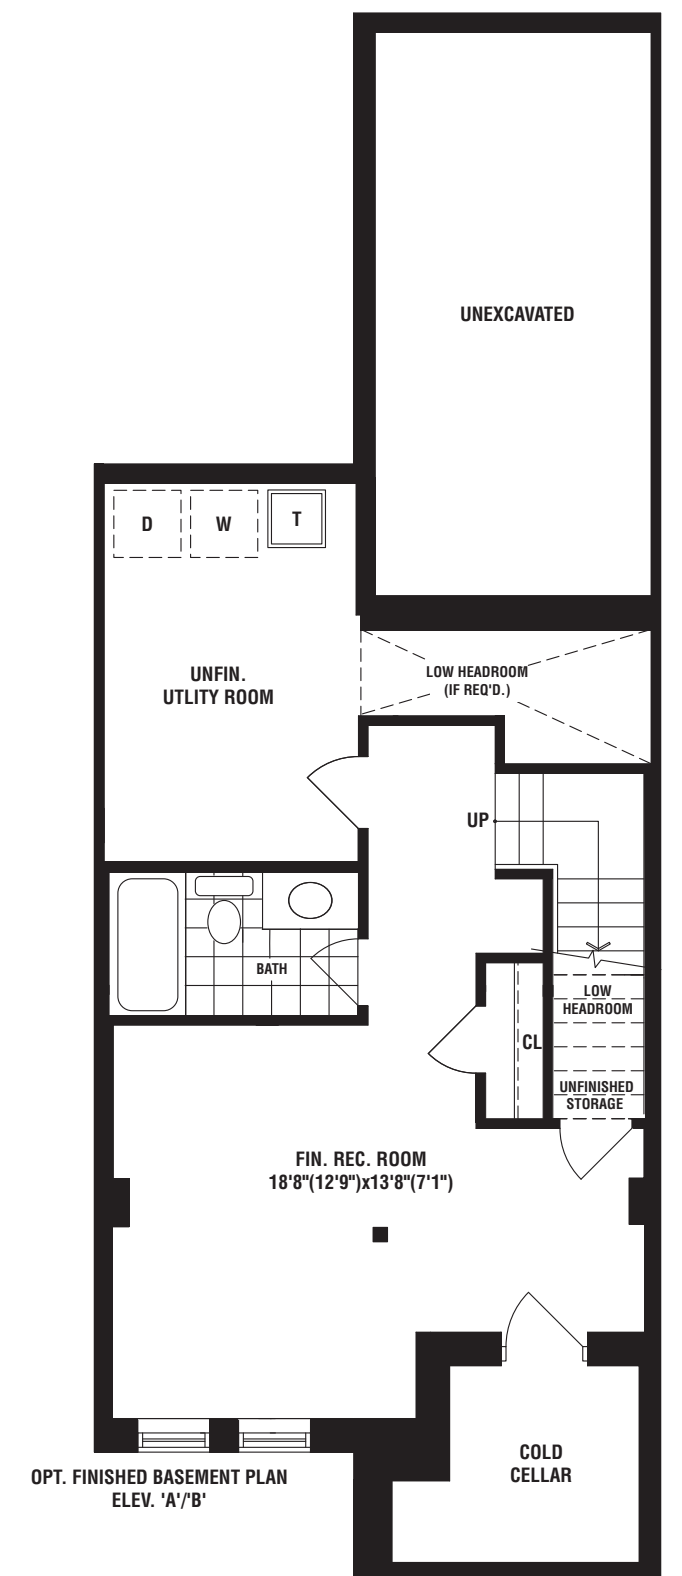 UNEXCAVATED
D
W
T
UNFIN.
UTLITY ROOM
LOW HEADROOM
(IF REQ'D.)
UP
BATH
LOW
HEADROOM
CL
UNFINISHED
STORAGE
FIN. REC. ROOM
18'8"(12'9")x13'8"(7'1")
COLD
CELLAR
OPT. FINISHED BASEMENT PLAN
ELEV. 'A'/'B'